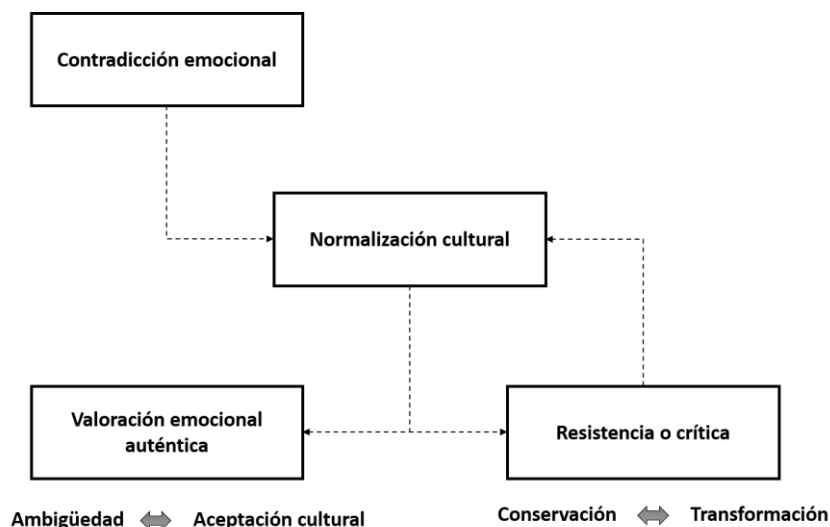 Contradicción emocional
Normalización cultural
Valoración emocional
auténtica
Resistencia o crítica
Ambigüedad Aceptación cultural
Conservación Transformación